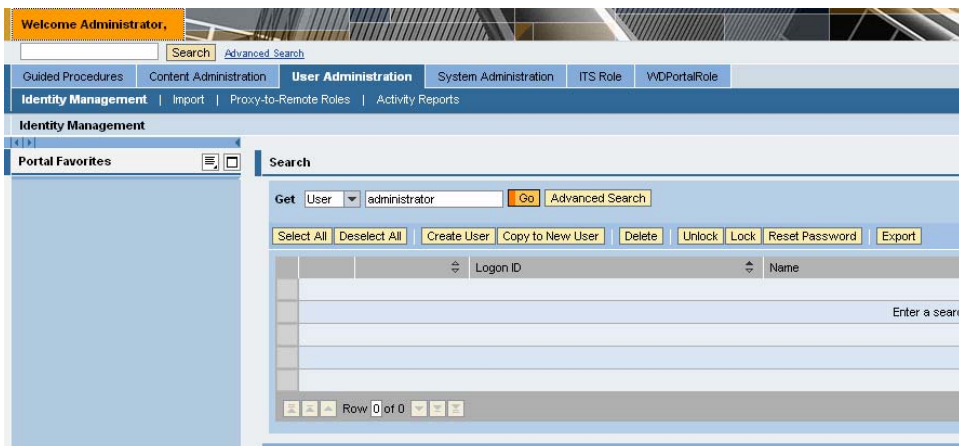 Welcome Administrator,
Search Advanced Search
Guided Procedures Content Administration User Administration System Administration ITS Role WDPortalRole
Identity Management | Import | Proxy-to-Remote Roles | Activity Reports
Identity Management
Portal Favorites
Search
Get User administrator Go Advanced Search
Select All Deselect All Create User Copy to New User Delete Unlock Lock Reset Password Export
Logon ID Name
Enter a sear
Row 0 of 0